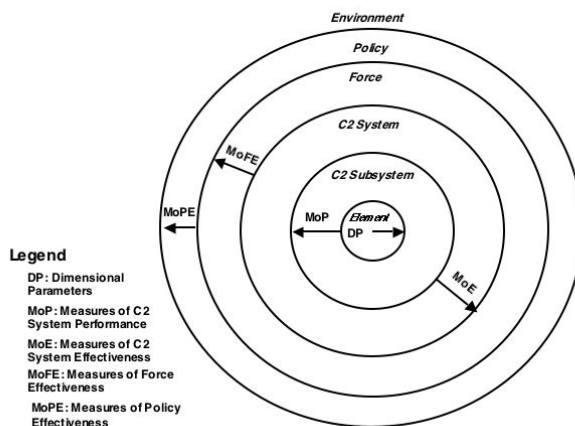 Environment
Policy
Force
C2 System
MoFE
C2 Subsystem
MoPE
MoP
Element
DP
MoE
Legend
DP: Dimensional
Parameters
MoP: Measures of C2
System Performance
MoE: Measures of C2
System Effectiveness
MoFE: Measures of Force
Effectiveness
MoPE: Measures of Policy
Effectiveness